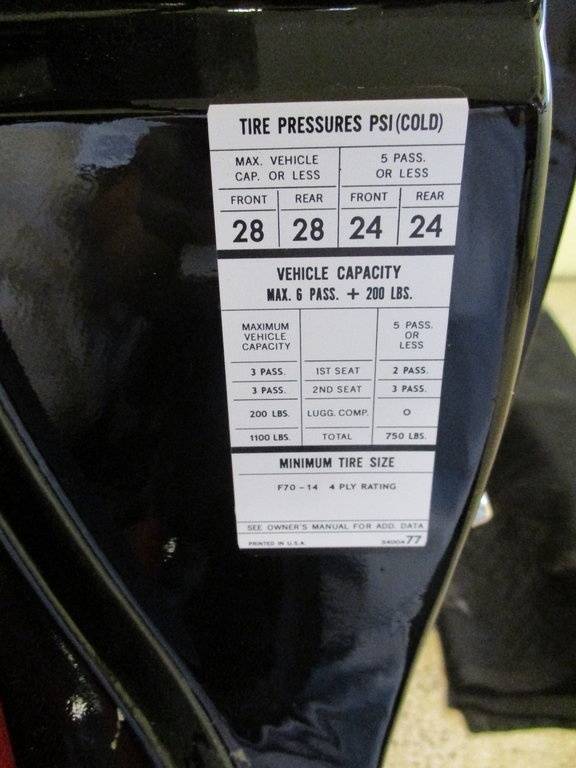 TIRE PRESSURES PSI (COLD)
MAX. VEHICLE CAP. OR LESS 5 PASS. OR LESS
FRONT REAR FRONT REAR
28 28 24 24
VEHICLE CAPACITY
MAX. 6 PASS. + 200 LBS.
MAXIMUM VEHICLE CAPACITY 5 PASS. OR LESS
3 PASS. 1ST SEAT 2 PASS.
3 PASS. 2ND SEAT 3 PASS.
200 LBS. LUGG. COMP. O
1100 LBS. TOTAL 750 LBS.
MINIMUM TIRE SIZE
F70-14 4 PLY RATING
SEE OWNER'S MANUAL FOR ADD. DATA
PRINTED IN U.S.A. 77